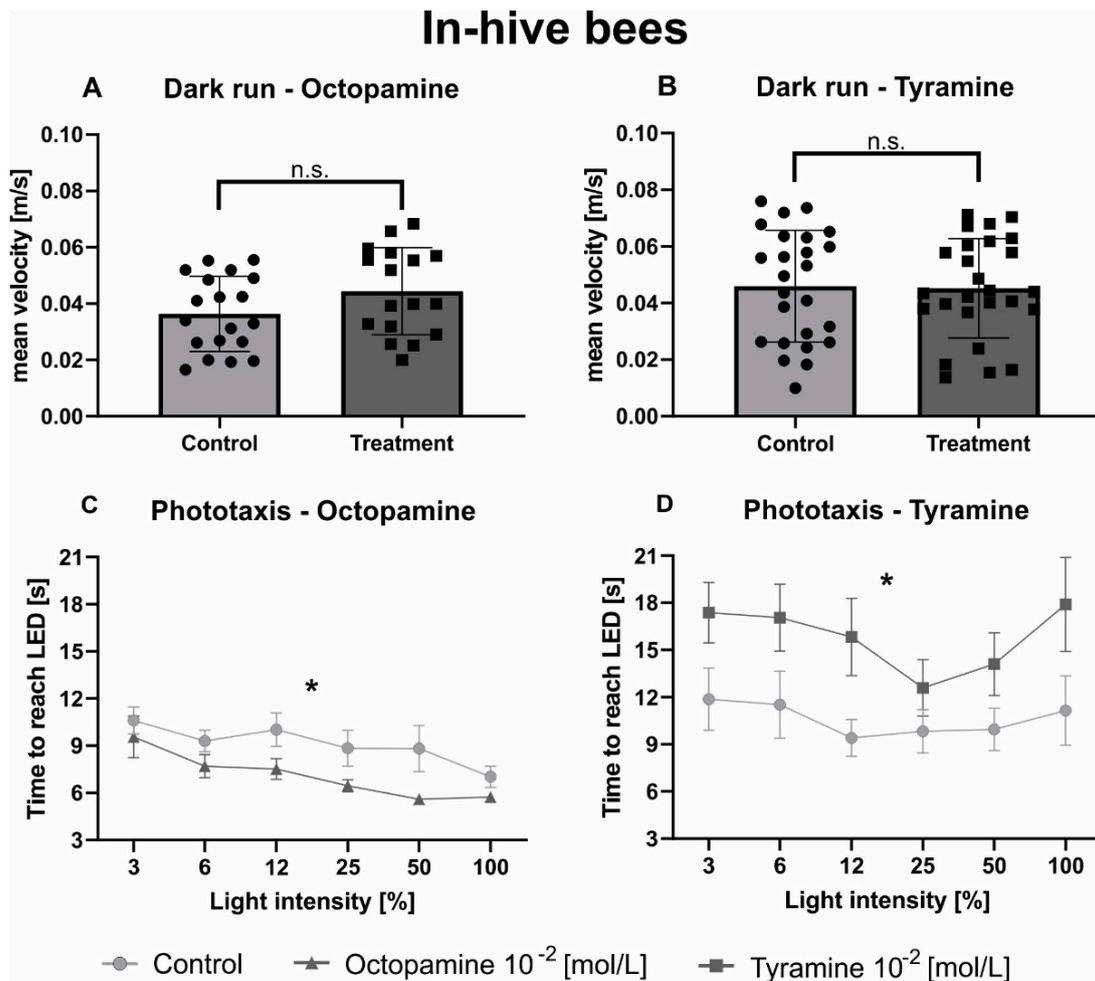 In-hive bees
A
Dark run - Octopamine
mean velocity [m/s]
0.10
0.08
0.06
0.04
0.02
0.00
n.s.
Control
Treatment
B
Dark run - Tyramine
mean velocity [m/s]
0.10
0.08
0.06
0.04
0.02
0.00
n.s.
Control
Treatment
C
Phototaxis - Octopamine
Time to reach LED [s]
21
18
15
12
9
6
3
*
3 6 12 25 50 100
Light intensity [%]
D
Phototaxis - Tyramine
Time to reach LED [s]
21
18
15
12
9
6
3
*
3 6 12 25 50 100
Light intensity [%]
Control
Octopamine 10⁻² [mol/L]
Tyramine 10⁻² [mol/L]